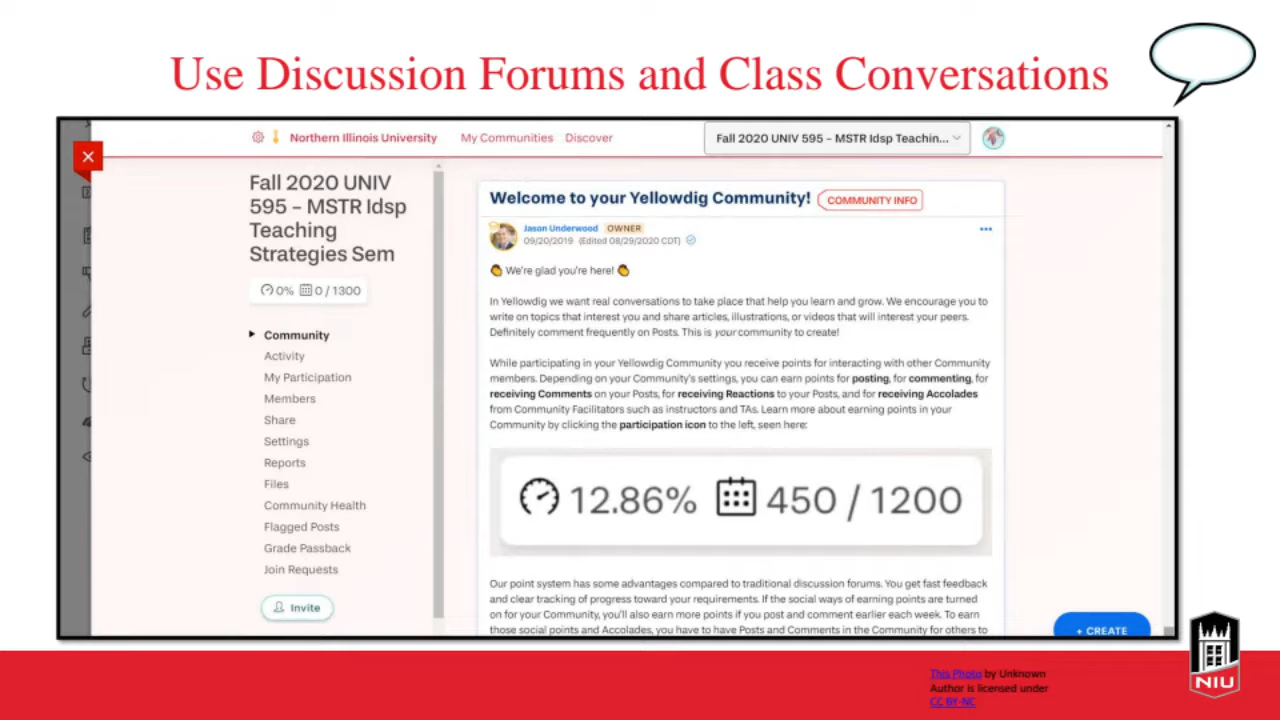 Use Discussion Forums and Class Conversations
Northern Illinois University My Communities Discover Fall 2020 UNIV 595 - MSTR Idsp Teachin...
Fall 2020 UNIV
595 - MSTR Idsp
Teaching
Strategies Sem
0% 0 / 1300
Community
Activity
My Participation
Members
Share
Settings
Reports
Files
Community Health
Flagged Posts
Grade Passback
Join Requests
Invite
Welcome to your Yellowdig Community! COMMUNITY INFO
Jason Underwood OWNER
09/20/2019 (Edited 08/29/2020 CDT)
We're glad you're here!
In Yellowdig we want real conversations to take place that help you learn and grow. We encourage you to
write on topics that interest you and share articles, illustrations, or videos that will interest your peers.
Definitely comment frequently on Posts. This is your community to create!
While participating in your Yellowdig Community you receive points for interacting with other Community
members. Depending on your Community's settings, you can earn points for posting, for commenting, for
receiving Comments on your Posts, for receiving Reactions to your Posts, and for receiving Accolades
from Community Facilitators such as instructors and TAs. Learn more about earning points in your
Community by clicking the participation icon to the left, seen here:
12.86% 450 / 1200
Our point system has some advantages compared to traditional discussion forums. You get fast feedback
and clear tracking of progress toward your requirements. If the social ways of earning points are turned
on for your Community, you'll also earn more points if you post and comment earlier each week. To earn
those social points and Accolades, you have to have Posts and Comments in the Community for others to
+ CREATE
This Photo by Unknown
Author is licensed under
CC BY-NC
NIU